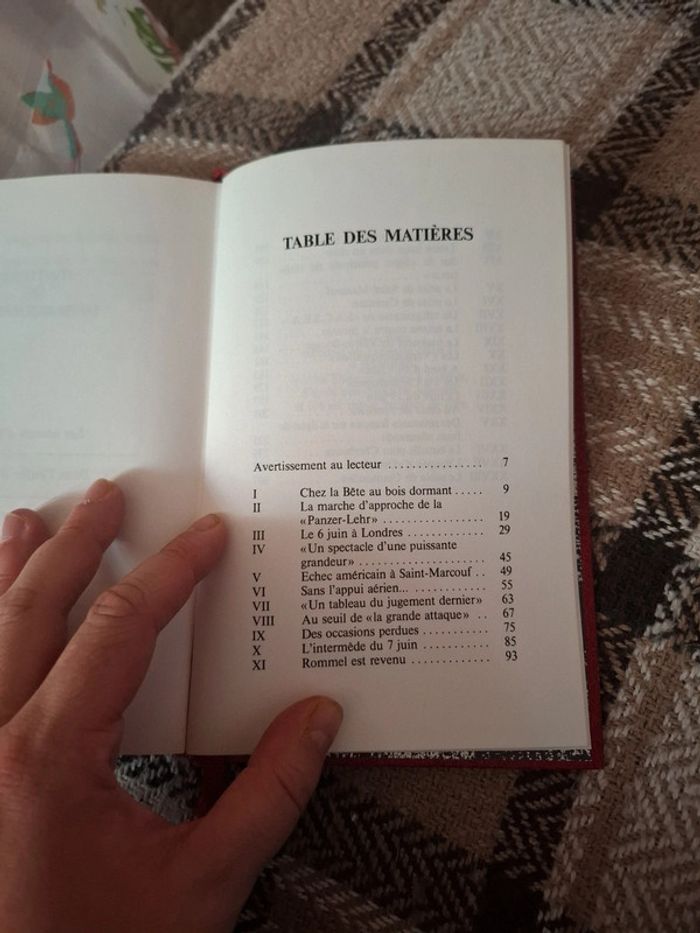 TABLE DES MATIÈRES
Avertissement au lecteur ................ 7
I Chez la Bête au bois dormant ..... 9
II La marche d'approche de la
«Panzer-Lehr» ................. 19
III Le 6 juin à Londres ............. 29
IV «Un spectacle d'une puissante
grandeur» ..................... 45
V Echec américain à Saint-Marcouf .. 49
VI Sans l'appui aérien... ............ 55
VII «Un tableau du jugement dernier» 63
VIII Au seuil de «la grande attaque» .. 67
IX Des occasions perdues ........... 75
X L'intermède du 7 juin ........... 85
XI Rommel est revenu ............. 93